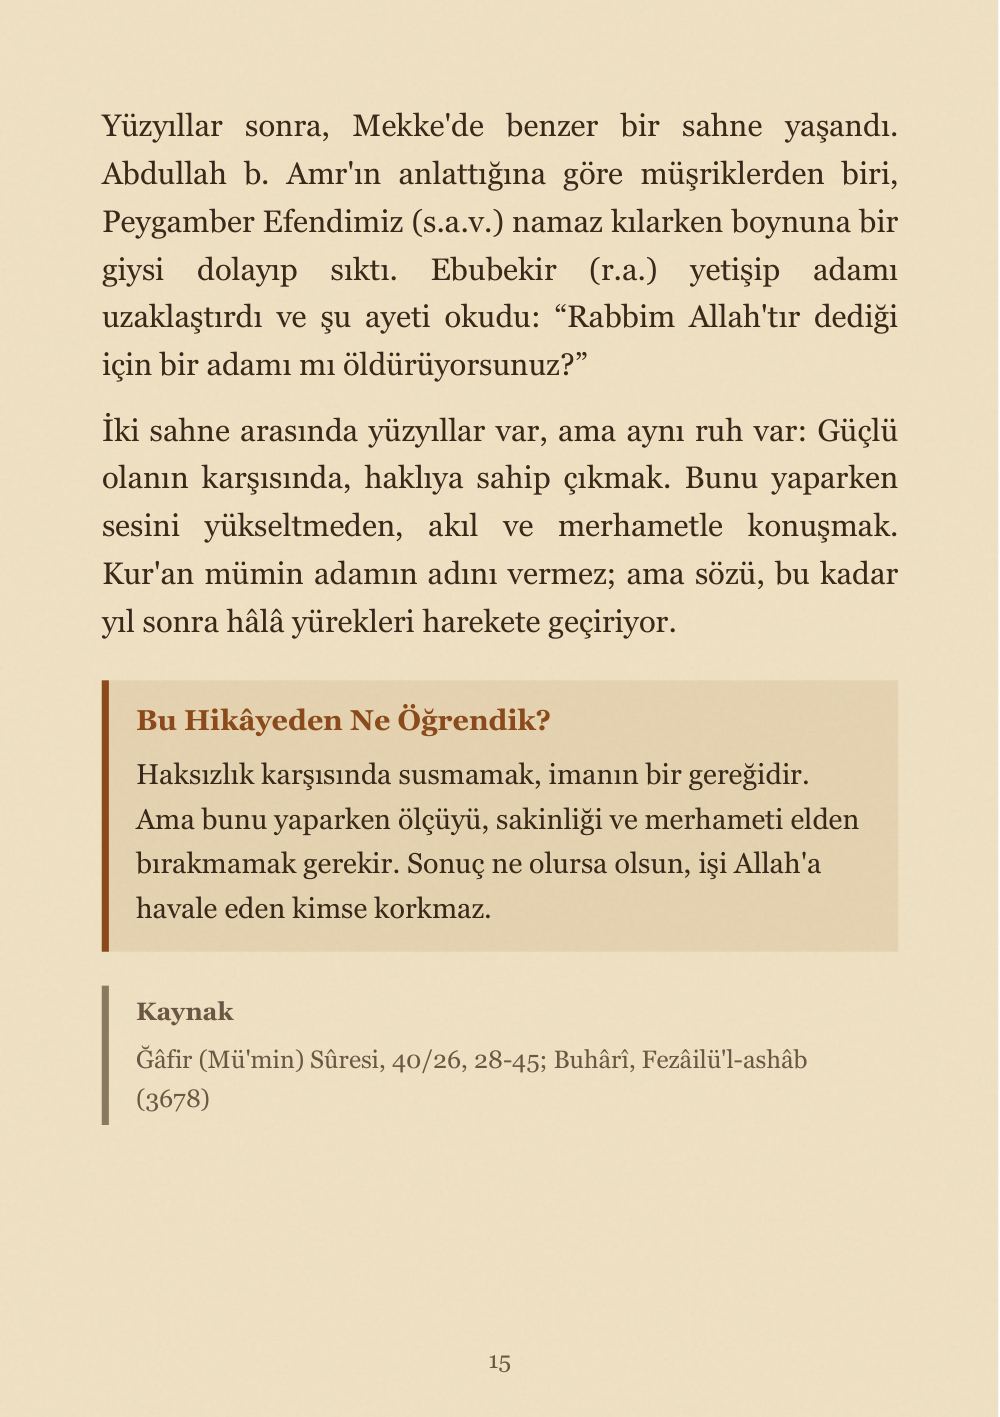 Yüzyıllar sonra, Mekke'de benzer bir sahne yaşandı.
Abdullah b. Amr'ın anlattığına göre müşriklerden biri,
Peygamber Efendimiz (s.a.v.) namaz kılarken boynuna bir
giysi dolayıp sıktı. Ebubekir (r.a.) yetişip adamı
uzaklaştırdı ve şu ayeti okudu: “Rabbim Allah'tır dediği
için bir adamı mı öldürüyorsunuz?”
İki sahne arasında yüzyıllar var, ama aynı ruh var: Güçlü
olanın karşısında, haklıya sahip çıkmak. Bunu yaparken
sesini yükseltmeden, akıl ve merhametle konuşmak.
Kur'an mümin adamın adını vermez; ama sözü, bu kadar
yıl sonra hâlâ yürekleri harekete geçiriyor.
Bu Hikâyeden Ne Öğrendik?
Haksızlık karşısında susmamak, imanın bir gereğidir.
Ama bunu yaparken ölçüyü, sakinliği ve merhameti elden
bırakmamak gerekir. Sonuç ne olursa olsun, işi Allah'a
havale eden kimse korkmaz.
Kaynak
Ğâfir (Mü'min) Sûresi, 40/26, 28-45; Buhârî, Fezâilü'l-ashâb
(3678)
15